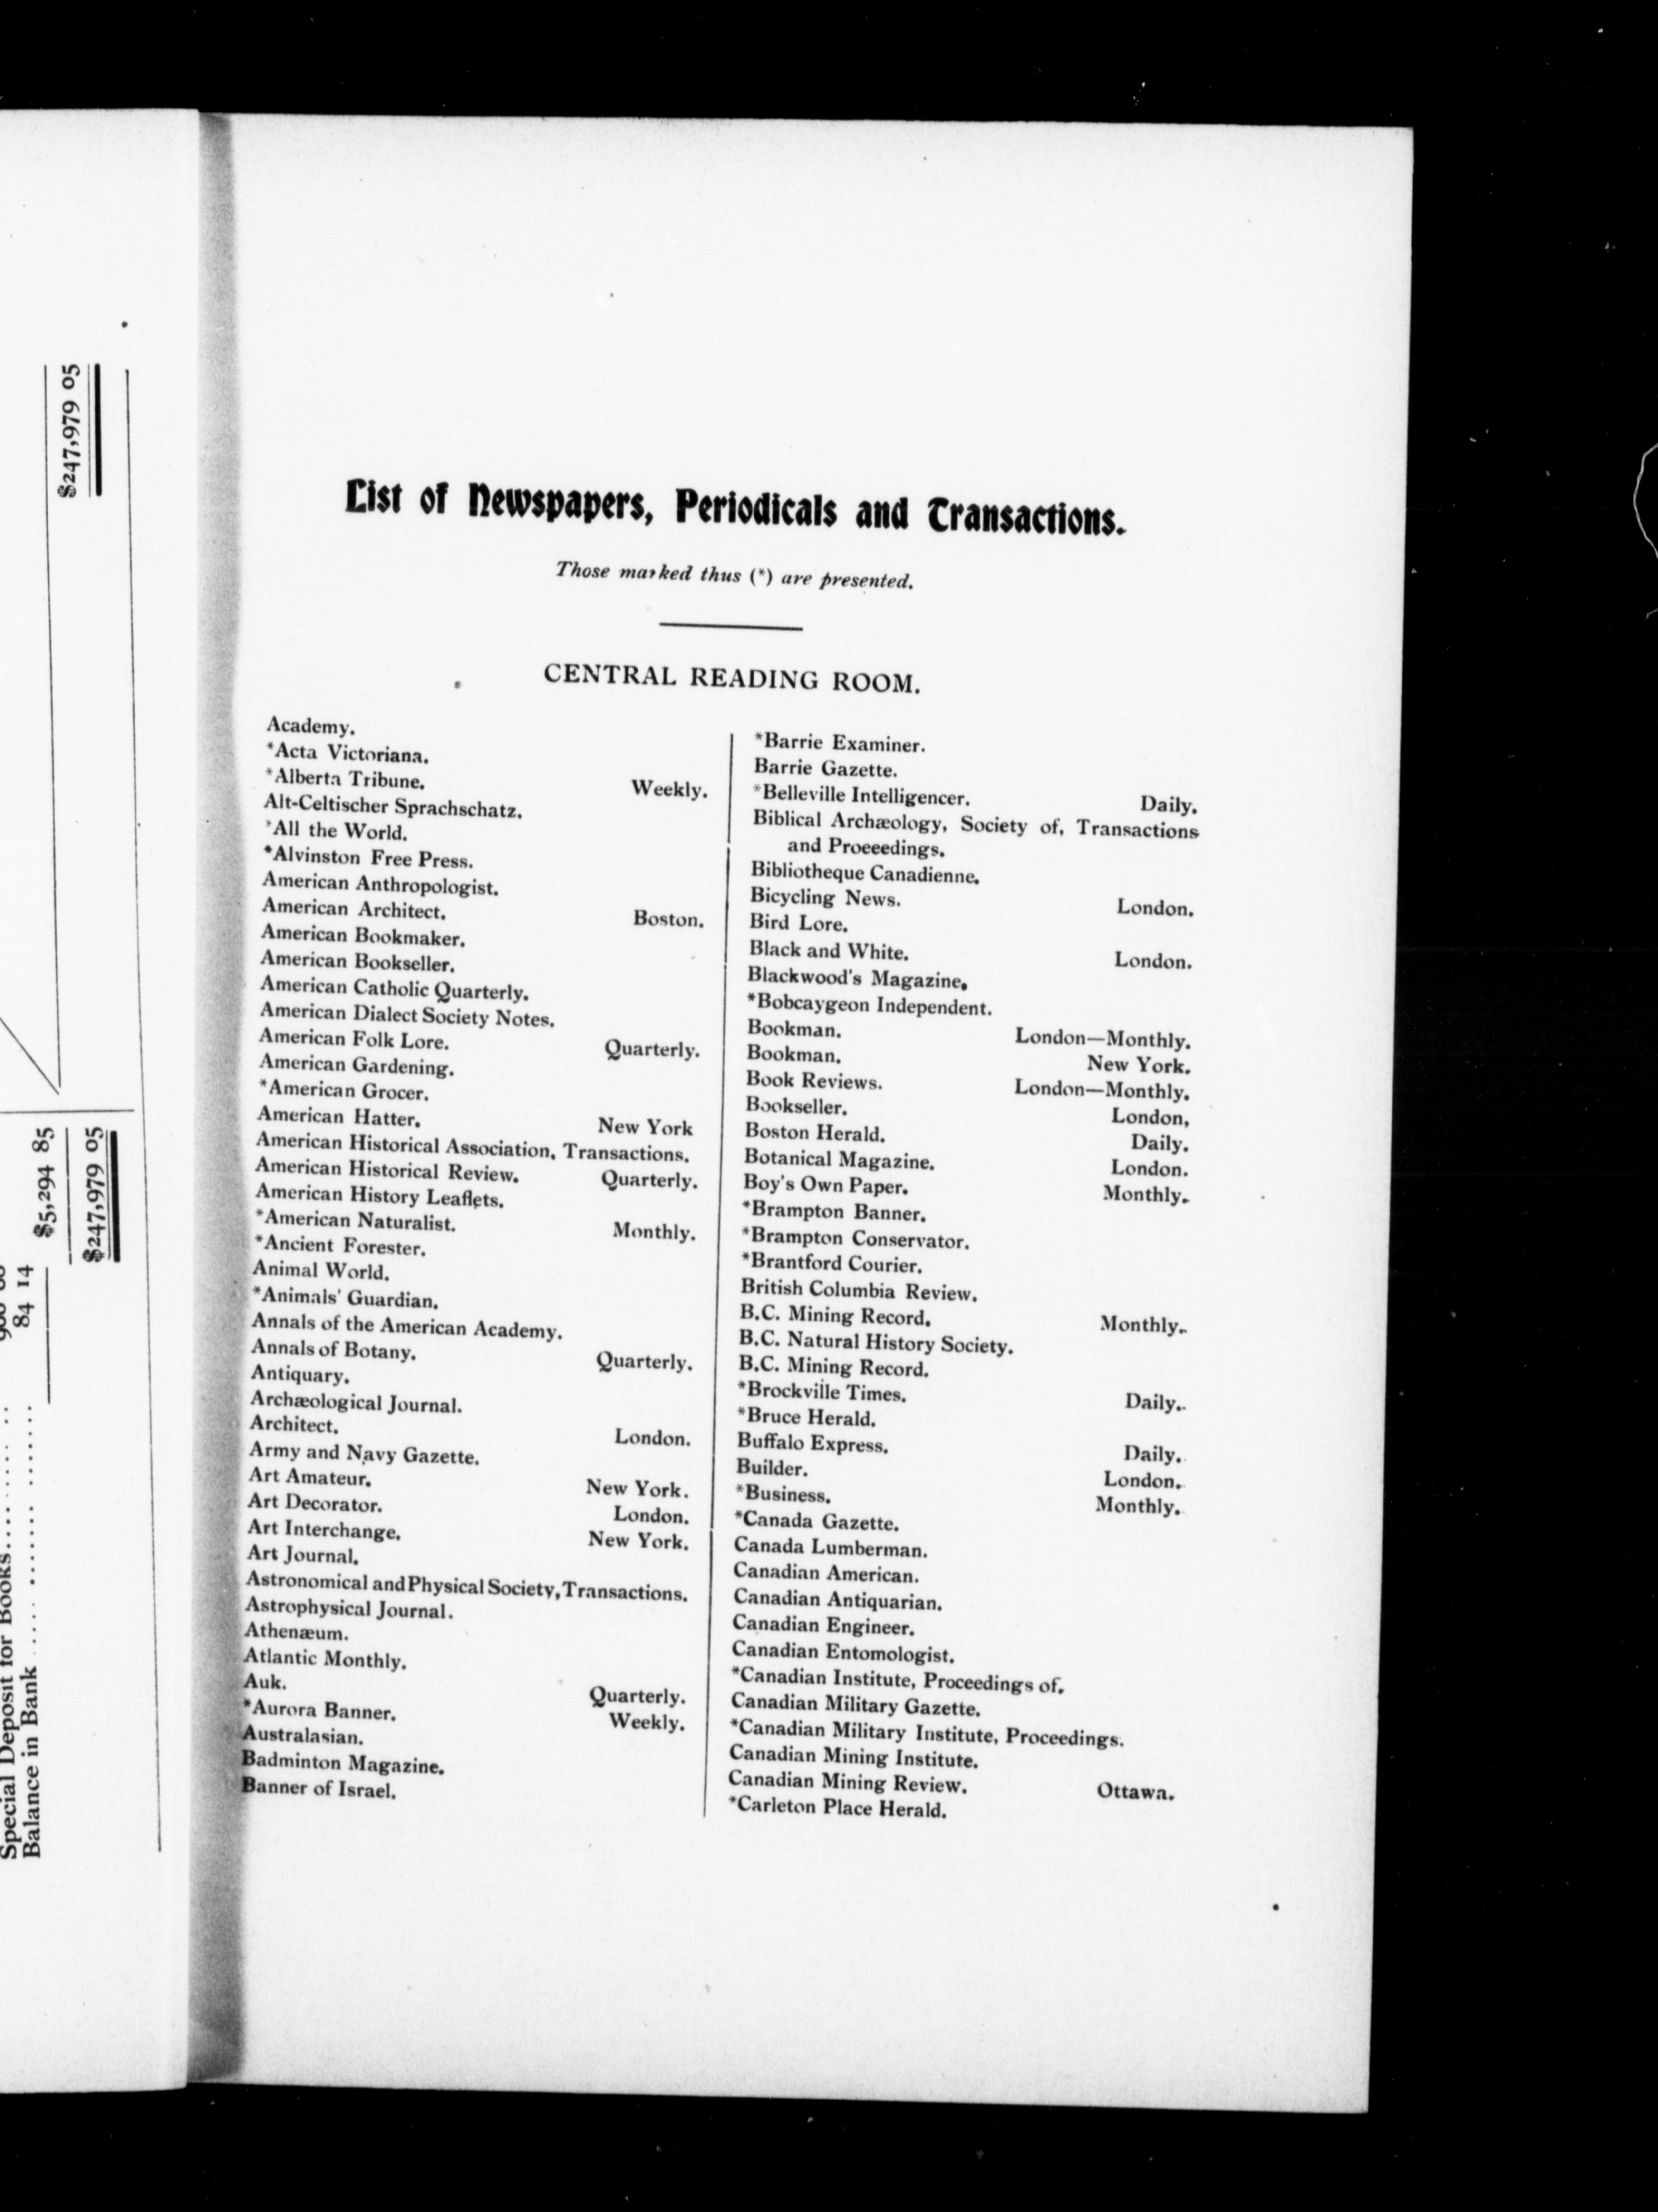 $247,979 05
$5,294 85
$247,979 05
84 14
Special Deposit for Books
Balance in Bank
List of Newspapers, Periodicals and Transactions.
Those marked thus (*) are presented.
CENTRAL READING ROOM.
Academy.
*Acta Victoriana.
*Alberta Tribune. Weekly.
Alt-Celtischer Sprachschatz.
*All the World.
*Alvinston Free Press.
American Anthropologist.
American Architect. Boston.
American Bookmaker.
American Bookseller.
American Catholic Quarterly.
American Dialect Society Notes.
American Folk Lore. Quarterly.
American Gardening.
*American Grocer.
American Hatter. New York
American Historical Association, Transactions.
American Historical Review. Quarterly.
American History Leaflets.
*American Naturalist. Monthly.
*Ancient Forester.
Animal World.
*Animals' Guardian.
Annals of the American Academy.
Annals of Botany. Quarterly.
Antiquary.
Archæological Journal.
Architect. London.
Army and Navy Gazette.
Art Amateur. New York.
Art Decorator. London.
Art Interchange. New York.
Art Journal.
Astronomical and Physical Society, Transactions.
Astrophysical Journal.
Athenæum.
Atlantic Monthly.
Auk. Quarterly.
*Aurora Banner. Weekly.
Australasian.
Badminton Magazine.
Banner of Israel.
*Barrie Examiner.
Barrie Gazette.
*Belleville Intelligencer. Daily.
Biblical Archæology, Society of, Transactions
and Proeeedings.
Bibliotheque Canadienne.
Bicycling News. London.
Bird Lore.
Black and White. London.
Blackwood's Magazine.
*Bobcaygeon Independent.
Bookman. London—Monthly.
Bookman. New York.
Book Reviews. London—Monthly.
Bookseller. London,
Boston Herald. Daily.
Botanical Magazine. London.
Boy's Own Paper. Monthly.
*Brampton Banner.
*Brampton Conservator.
*Brantford Courier.
British Columbia Review.
B.C. Mining Record. Monthly.
B.C. Natural History Society.
B.C. Mining Record.
*Brockville Times. Daily.
*Bruce Herald.
Buffalo Express. Daily.
Builder. London.
*Business. Monthly.
*Canada Gazette.
Canada Lumberman.
Canadian American.
Canadian Antiquarian.
Canadian Engineer.
Canadian Entomologist.
*Canadian Institute, Proceedings of.
Canadian Military Gazette.
*Canadian Military Institute, Proceedings.
Canadian Mining Institute.
Canadian Mining Review. Ottawa.
*Carleton Place Herald.